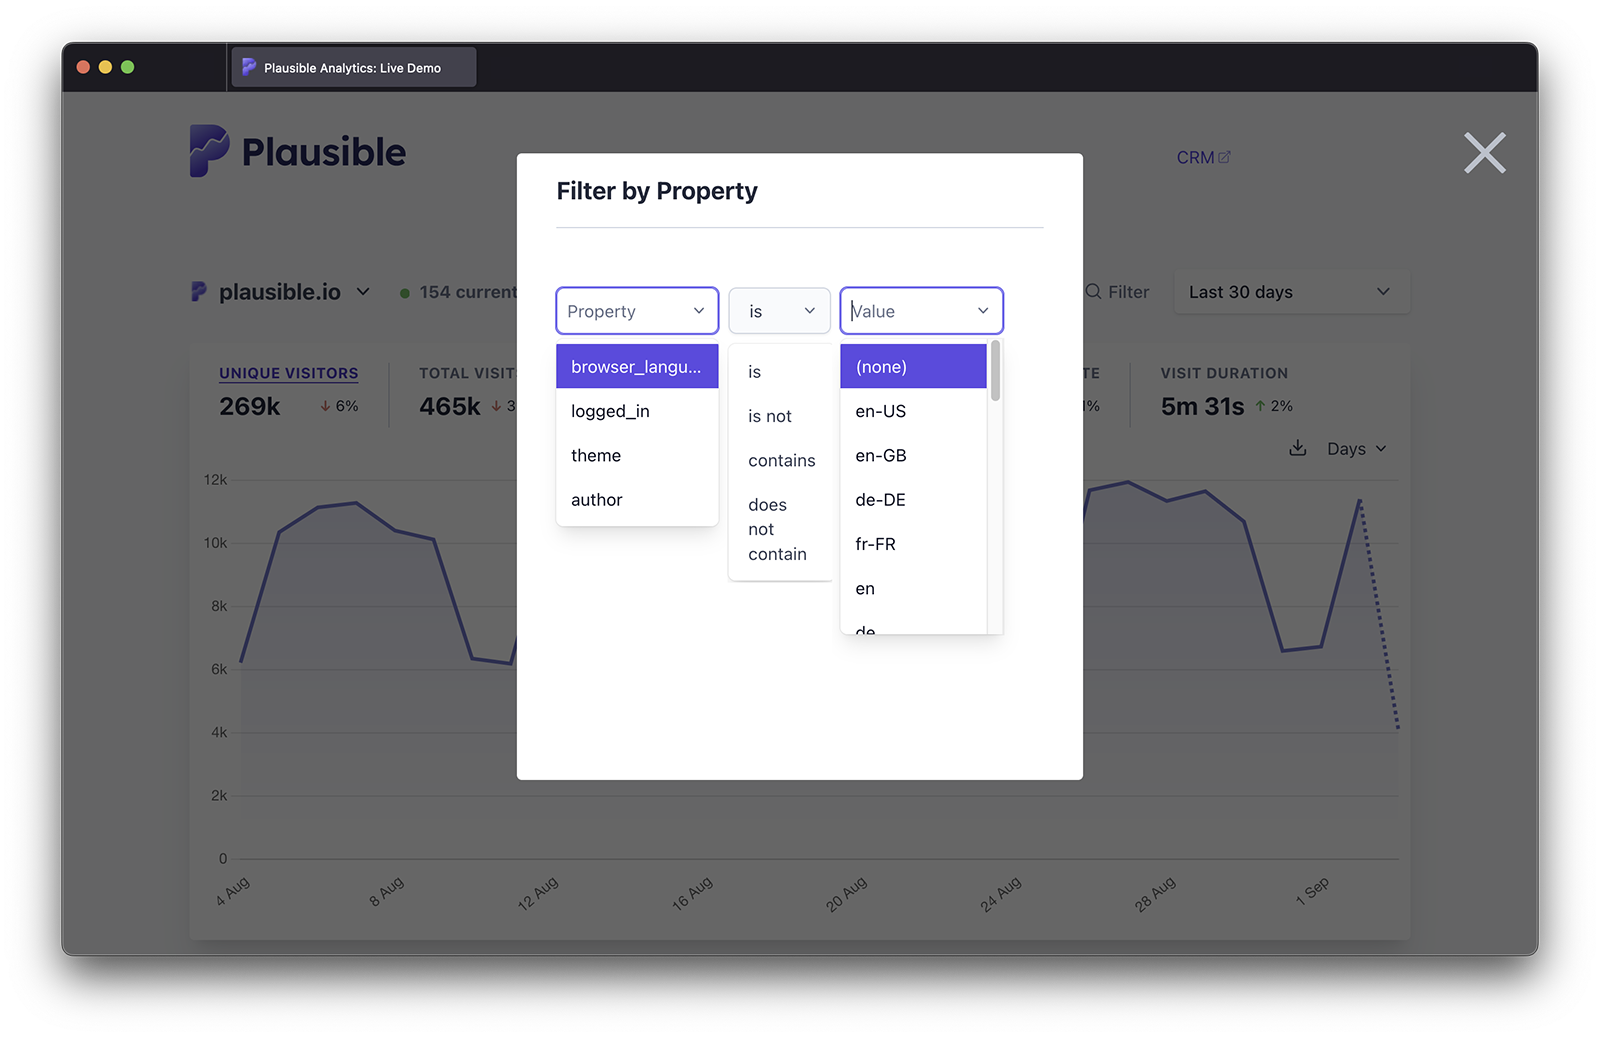 Plausible Analytics: Live Demo
Plausible
CRM
Filter by Property
plausible.io
154 current
Filter
Last 30 days
Property
is
Value
browser_langu...
logged_in
theme
author
is
is not
contains
does
not
contain
(none)
en-US
en-GB
de-DE
fr-FR
en
de
UNIQUE VISITORS
269k
6%
TOTAL VISIT
465k
3
TE
1%
VISIT DURATION
5m 31s
2%
Days
12k
10k
8k
6k
4k
2k
0
4 Aug
8 Aug
12 Aug
16 Aug
20 Aug
24 Aug
28 Aug
1 Sep